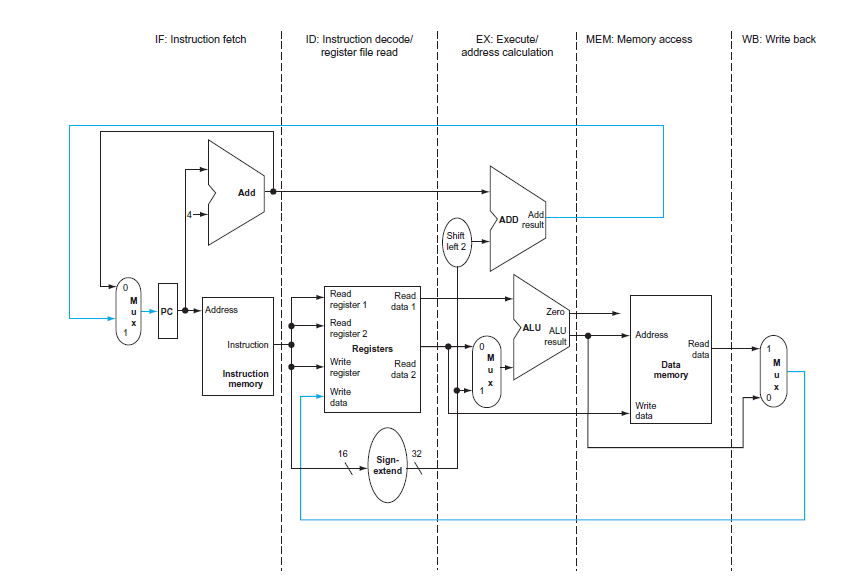 IF: Instruction fetch
ID: Instruction decode/
register file read
EX: Execute/
address calculation
MEM: Memory access
WB: Write back
Add
4
ADD
Add
result
Shift
left 2
0
M
u
x
1
PC
Address
Instruction
Instruction
memory
Read
register 1
Read
data 1
Read
register 2
Registers
Write
register
Read
data 2
Write
data
0
M
u
x
1
Zero
ALU
ALU
result
Address
Read
data
Data
memory
Write
data
1
M
u
x
0
16
Sign-
extend
32